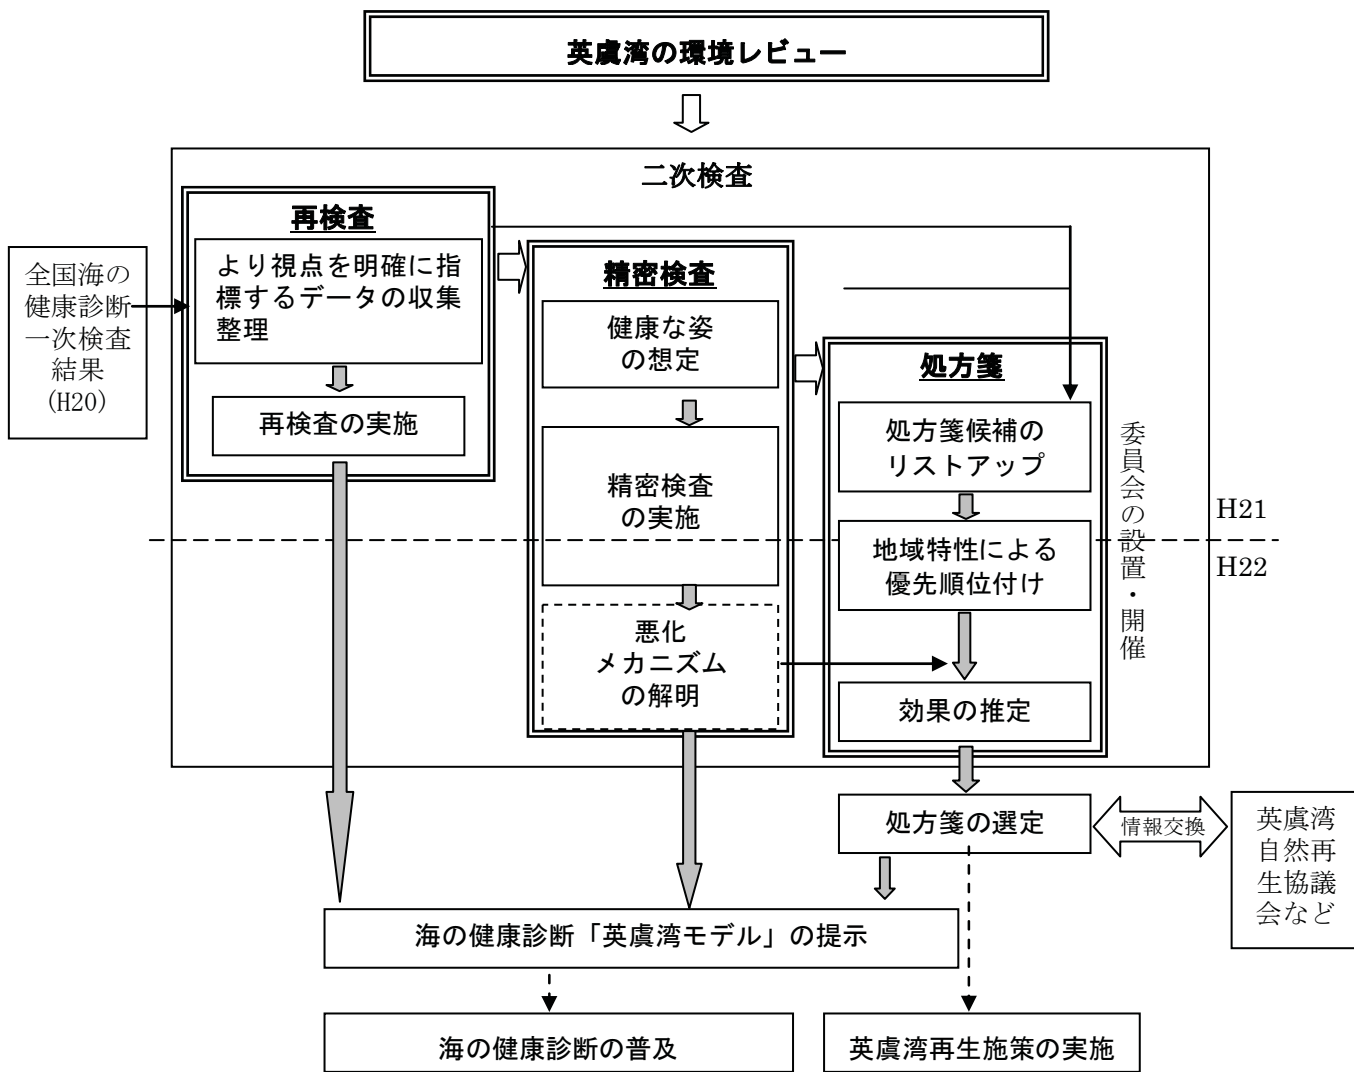 英虞湾の環境レビュー
二次検査
再検査
より視点を明確に指
標するデータの収集
整理
再検査の実施
全国海の
健康診断
一次検査
結果
(H20)
精密検査
健康な姿
の想定
精密検査
の実施
悪化
メカニズム
の解明
処方箋
処方箋候補の
リストアップ
地域特性による
優先順位付け
効果の推定
委員会の設置・開催
H21
H22
処方箋の選定
情報交換
英虞湾
自然再
生協議
会など
海の健康診断「英虞湾モデル」の提示
海の健康診断の普及
英虞湾再生施策の実施